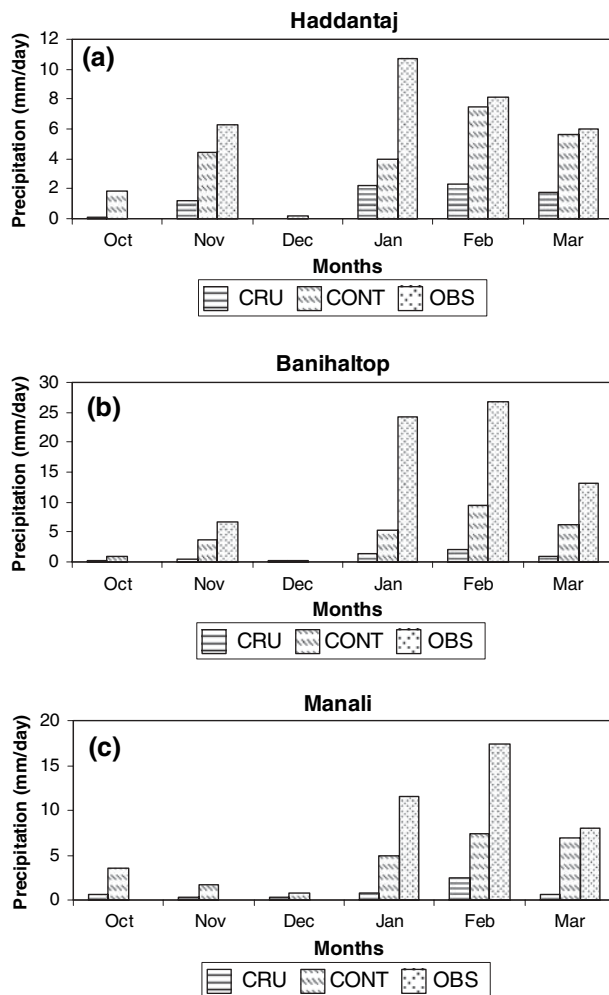 Haddantaj
(a)
Precipitation (mm/day)
12
10
8
6
4
2
0
Oct Nov Dec Jan Feb Mar
Months
CRU CONT OBS
Banihaltop
(b)
Precipitation (mm/day)
30
25
20
15
10
5
0
Oct Nov Dec Jan Feb Mar
Months
CRU CONT OBS
Manali
(c)
Precipitation (mm/day)
20
15
10
5
0
Oct Nov Dec Jan Feb Mar
Months
CRU CONT OBS